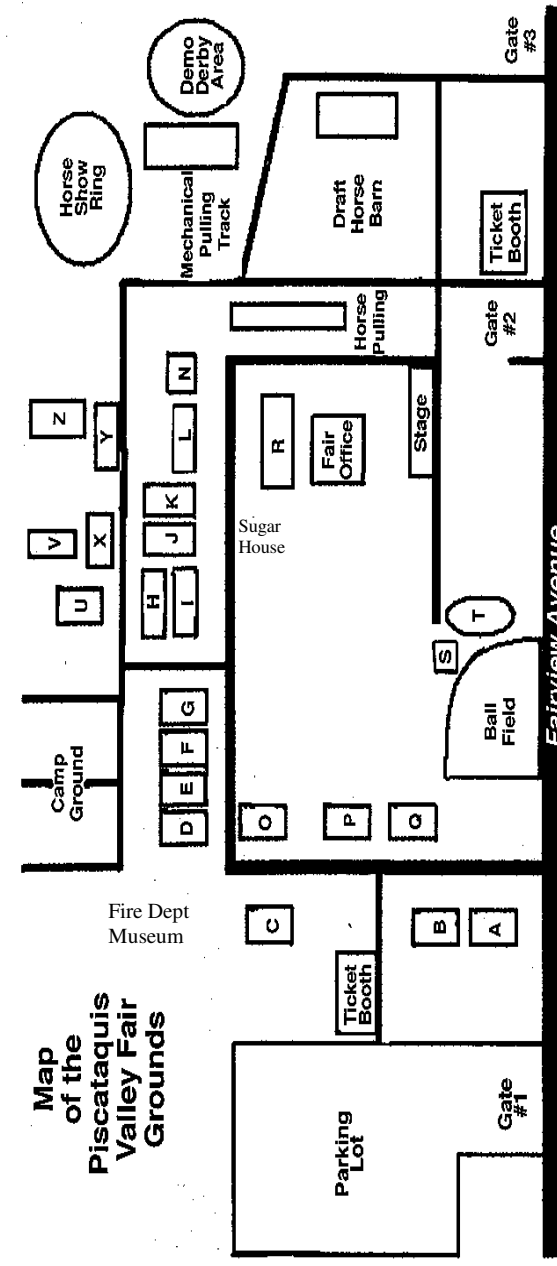 Map
of the
Piscataquis
Valley Fair
Grounds
Fire Dept
Museum
Camp
Ground
Horse
Show
Ring
Demo
Derby
Area
Mechanical
Pulling
Track
Z
Y
V
X
U
N
L
K
J
H
I
G
F
E
D
Horse
Pulling
Draft
Horse
Barn
Sugar
House
R
Fair
Office
Stage
O
P
Q
C
B
A
S
T
Ball
Field
Ticket
Booth
Ticket
Booth
Parking
Lot
Gate
#1
Gate
#2
Gate
#3
Fairview Avenue